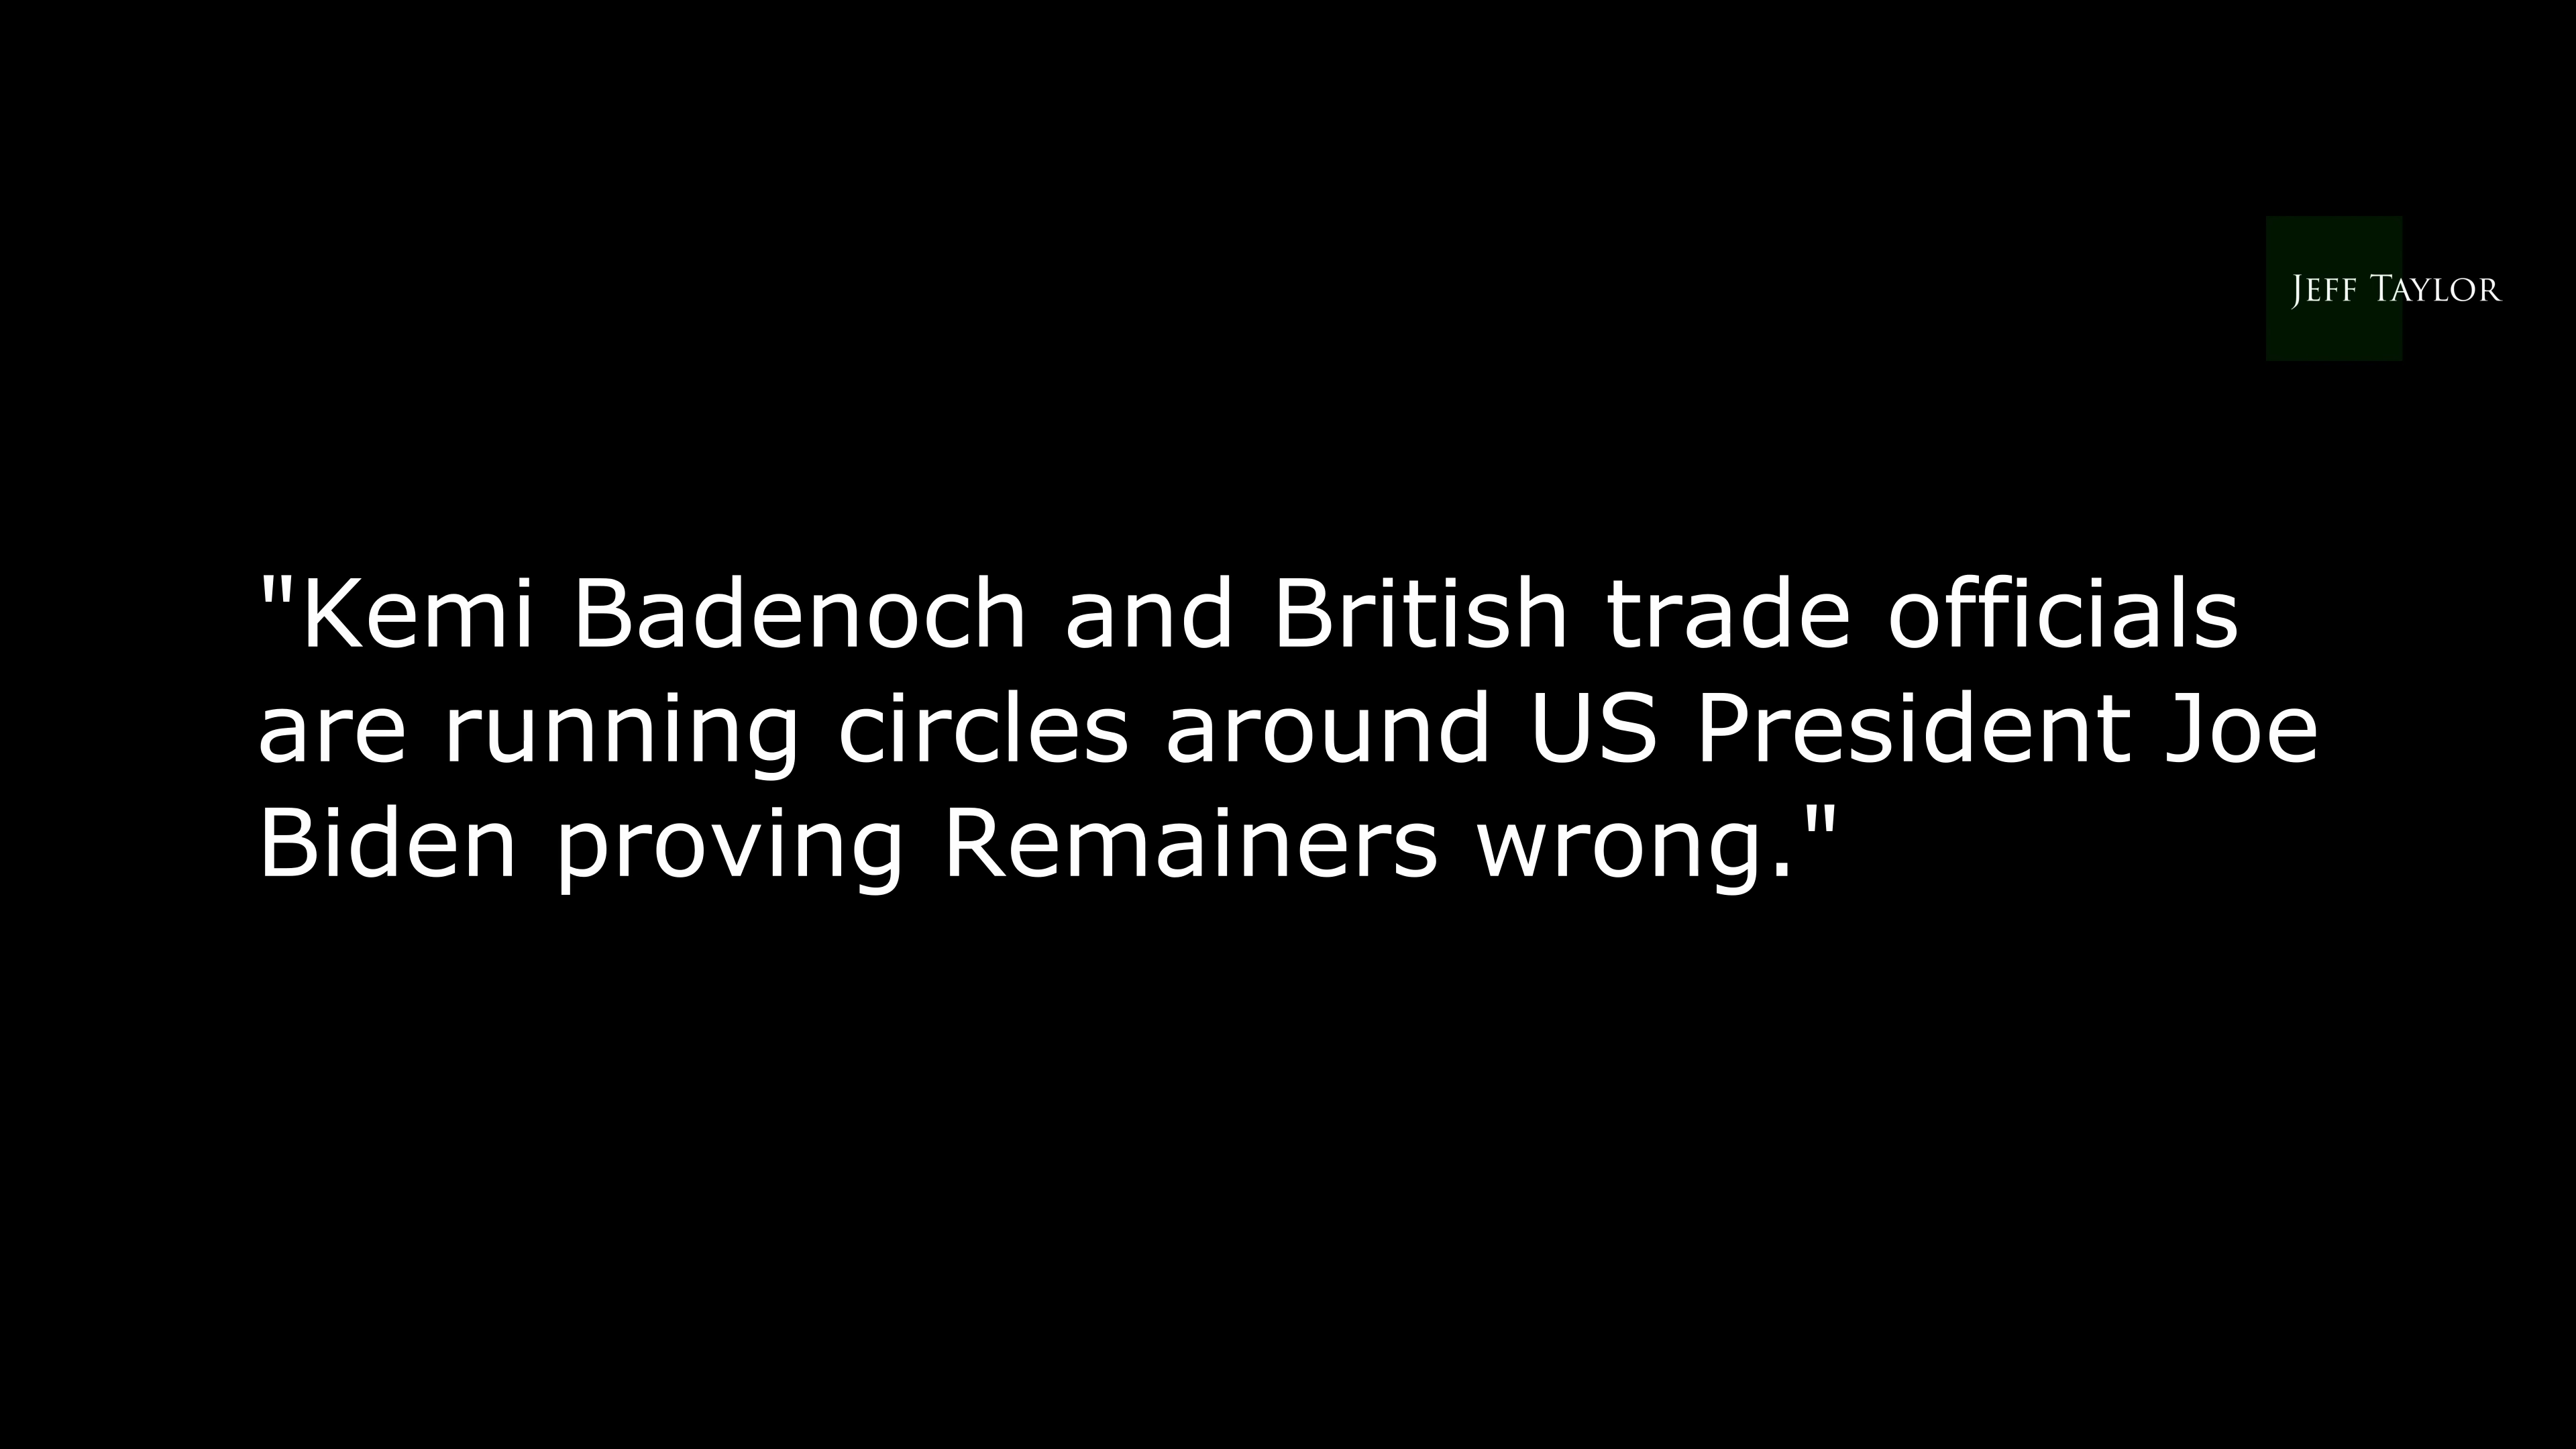 JEFF TAYLOR
"Kemi Badenoch and British trade officials
are running circles around US President Joe
Biden proving Remainers wrong."